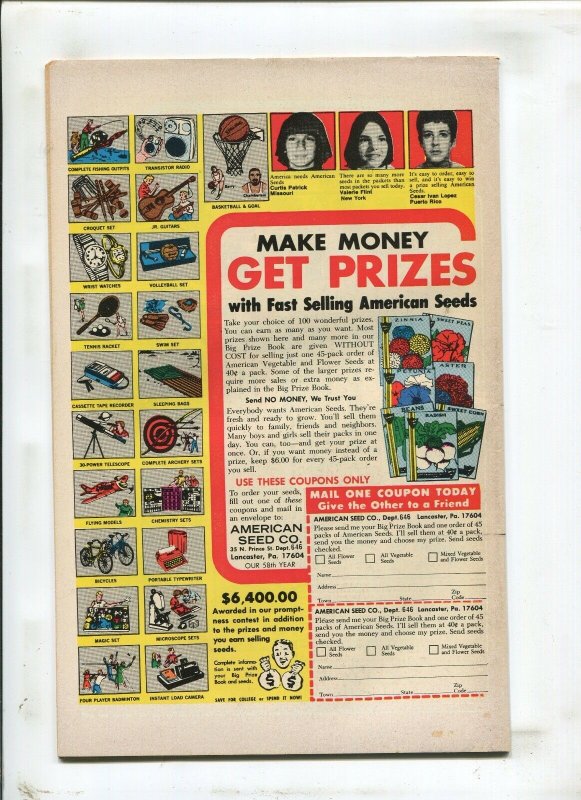 COMPLETE FISHING OUTFITS
TRANSISTOR RADIO
BASKETBALL & GOAL
America needs American
Seeds
Curtis Patrick
Missouri
There are so many more
seeds in the packets than
most packets you sell today.
Valerie Flint
New York
It's easy to order, easy to
sell, and it's easy to win
a prize selling American
Seeds.
Cesar Ivan Lopez
Puerto Rico
CROQUET SET
JR. GUITARS
WRIST WATCHES
VOLLEYBALL SET
TENNIS RACKET
SWIM SET
CASSETTE TAPE RECORDER
SLEEPING BAGS
30-POWER TELESCOPE
COMPLETE ARCHERY SETS
FLYING MODELS
CHEMISTRY SETS
BICYCLES
PORTABLE TYPEWRITER
MAGIC SET
MICROSCOPE SETS
FOUR PLAYER BADMINTON
INSTANT LOAD CAMERA
MAKE MONEY
GET PRIZES
with Fast Selling American Seeds
Take your choice of 100 wonderful prizes.
You can earn as many as you want. Most
prizes shown here and many more in our
Big Prize Book are given WITHOUT
COST for selling just one 45-pack order of
American Vegetable and Flower Seeds at
40¢ a pack. Some of the larger prizes re-
quire more sales or extra money as ex-
plained in the Big Prize Book.
Send NO MONEY, We Trust You
Everybody wants American Seeds. They're
fresh and ready to grow. You'll sell them
quickly to family, friends and neighbors.
Many boys and girls sell their packs in one
day. You can, too—and get your prize at
once. Or, if you want money instead of a
prize, keep $6.00 for every 45-pack order
you sell.
ZINNIA
SWEET PEAS
PETUNIA
ASTER
BEANS
RADISH
SWEET CORN
USE THESE COUPONS ONLY
To order your seeds,
fill out one of these
coupons and mail in
an envelope to:
AMERICAN
SEED CO.
35 N. Prince St. Dept. 646
Lancaster, Pa. 17604
OUR 58th YEAR
MAIL ONE COUPON TODAY
Give the Other to a Friend
AMERICAN SEED CO., Dept. 646 Lancaster, Pa. 17604
Please send me your Big Prize Book and one order of 45
packs of American Seeds. I'll sell them at 40¢ a pack,
send you the money and choose my prize. Send seeds
checked.
All Flower
Seeds
All Vegetable
Seeds
Mixed Vegetable
and Flower Seeds
Name
Address
Town
State
Zip
Code
AMERICAN SEED CO., Dept. 646 Lancaster, Pa. 17604
Please send me your Big Prize Book and one order of 45
packs of American Seeds. I'll sell them at 40¢ a pack,
send you the money and choose my prize. Send seeds
checked.
All Flower
Seeds
All Vegetable
Seeds
Mixed Vegetable
and Flower Seeds
Name
Address
Town
State
Zip
Code
$6,400.00
Awarded in our prompt-
ness contest in addition
to the prizes and money
you earn selling
seeds.
Complete informa-
tion is sent
with your
Big Prize
Book and seeds.
SAVE FOR COLLEGE or SPEND IT NOW!